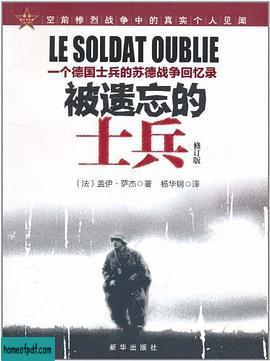 空前惨烈战争中的真实个人见闻
LE SOLDAT OUBLIE
一个德国士兵的苏德战争回忆录
被遗忘的
士兵
修订版
（法）盖伊·萨杰 著 杨华钢 译
新华出版社
homeofpdf.com